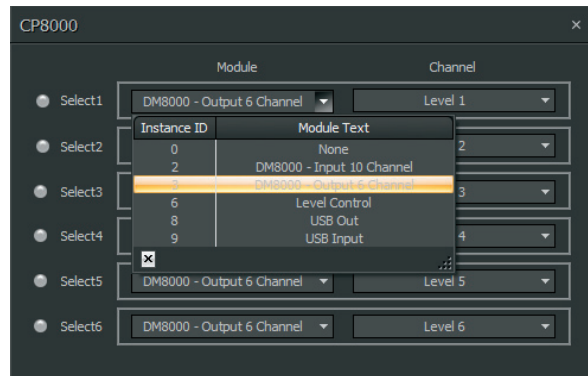 CP8000 ×
Module Channel
Select1 DM8000 - Output 6 Channel Level 1
Instance ID Module Text
0 None
Select2 2
2 DM8000 - Input 10 Channel
3 DM8000 - Output 6 Channel
Select3 3
6 Level Control
8 USB Out
Select4 4
9 USB Input
Select5 DM8000 - Output 6 Channel Level 5
Select6 DM8000 - Output 6 Channel Level 6